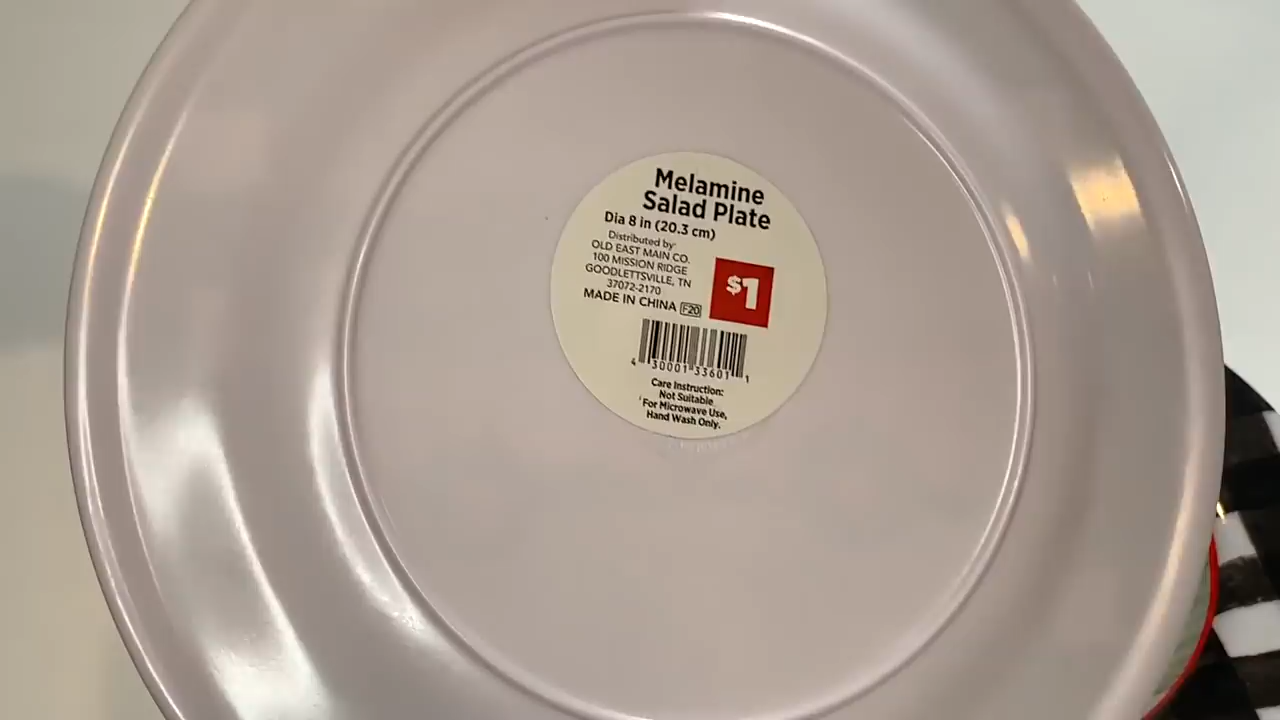 Melamine
Salad Plate
Dia 8 in (20.3 cm)
Distributed by:
OLD EAST MAIN CO.
100 MISSION RIDGE
GOODLETTSVILLE, TN
37072-2170
MADE IN CHINA F20
$1
4 30001 33601 1
Care Instruction:
Not Suitable
For Microwave Use,
Hand Wash Only.